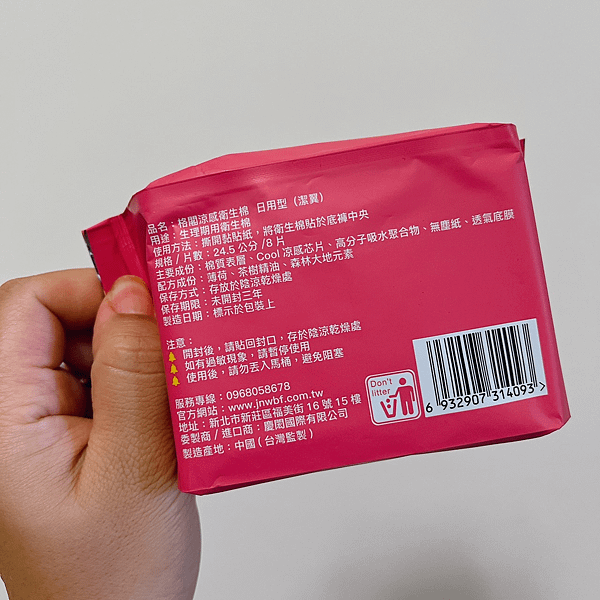 品名：格閣涼感衛生棉 日用型（潔翼）
用途：生理期用衛生棉
使用方法：撕開黏貼紙，將衛生棉貼於底褲中央
規格 / 片數：24.5 公分 /8 片
主要成份：棉質表層、Cool 涼感芯片、高分子吸水聚合物、無塵紙、透氣底膜
配方成份：薄荷、茶樹精油、森林大地元素
保存方式：存放於陰涼乾燥處
保存期限：未開封三年
製造日期：標示於包裝上
注意：
開封後，請貼回封口，存於陰涼乾燥處
如有過敏現象，請暫停使用
使用後，請勿丟入馬桶，避免阻塞
服務專線：0968058678
官方網站：www.jnwbf.com.tw
地址：新北市新莊區福美街 16 號 15 樓
委製商 / 進口商：慶閎國際有限公司
製造產地：中國（台灣監製）
Don't
litter
6 932907 314093 >